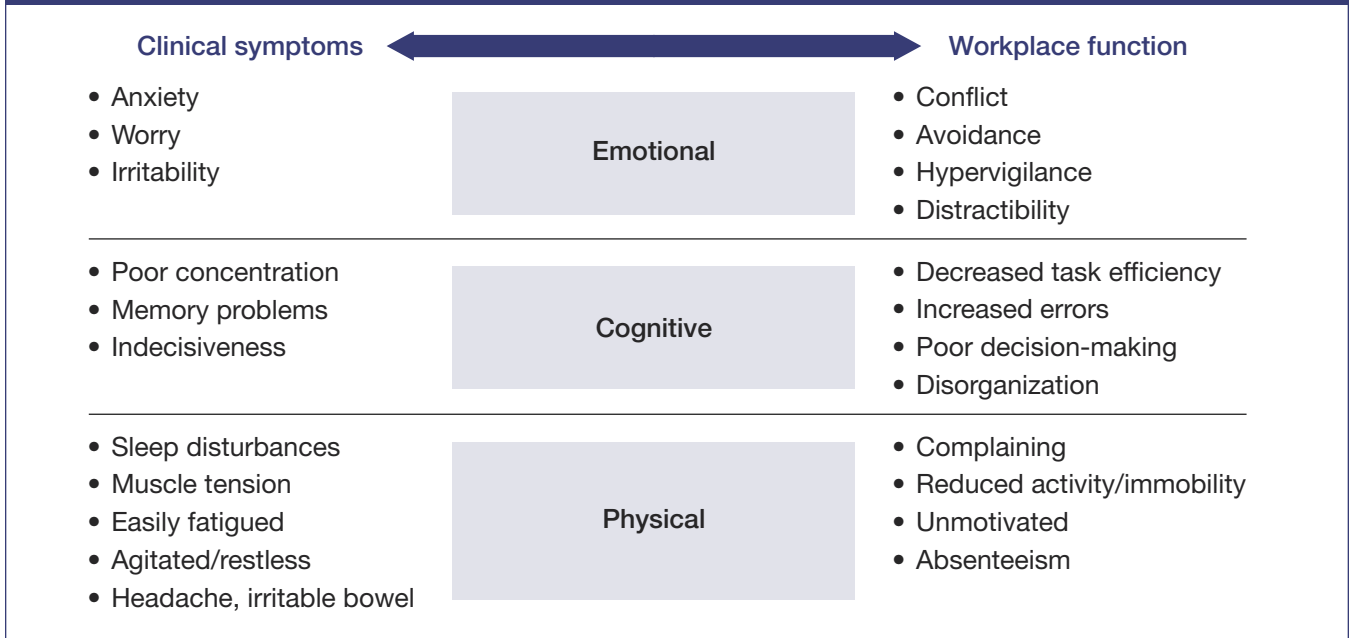 Clinical symptoms
Workplace function
• Anxiety
• Worry
• Irritability
Emotional
• Conflict
• Avoidance
• Hypervigilance
• Distractibility
• Poor concentration
• Memory problems
• Indecisiveness
Cognitive
• Decreased task efficiency
• Increased errors
• Poor decision-making
• Disorganization
• Sleep disturbances
• Muscle tension
• Easily fatigued
• Agitated/restless
• Headache, irritable bowel
Physical
• Complaining
• Reduced activity/immobility
• Unmotivated
• Absenteeism